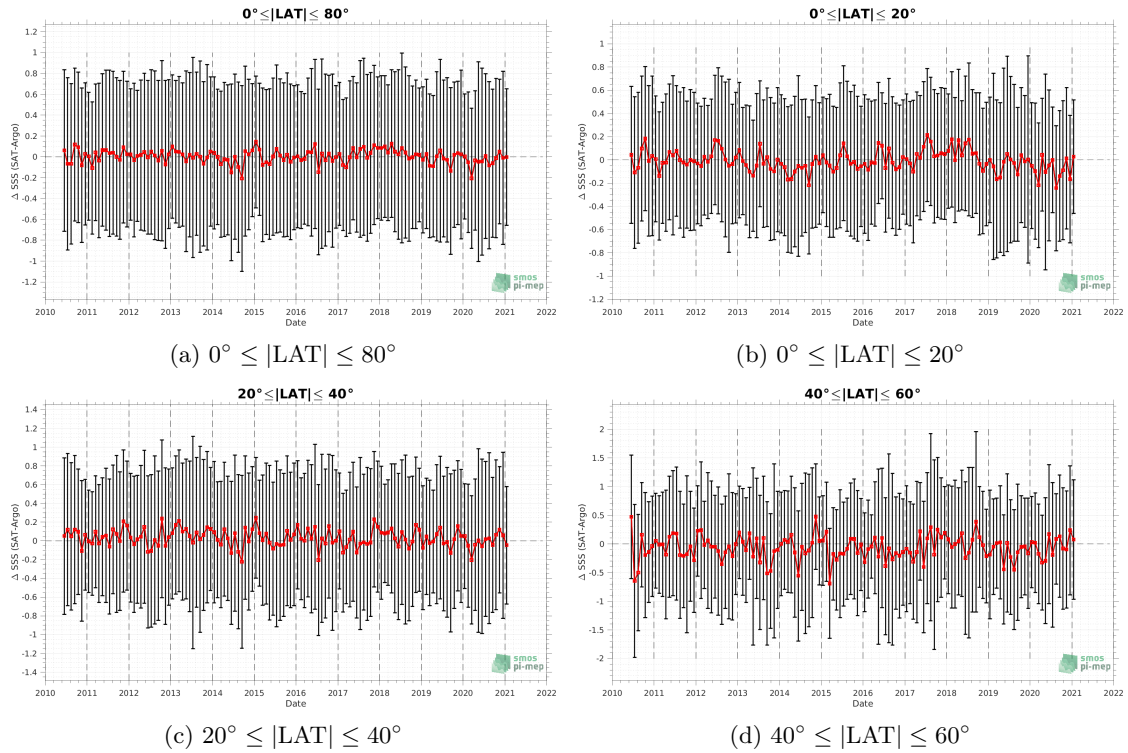 0°≤|LAT|≤ 80°
Δ SSS (SAT-Argo)
1.2
1
0.8
0.6
0.4
0.2
0
-0.2
-0.4
-0.6
-0.8
-1
-1.2
2010 2011 2012 2013 2014 2015 2016 2017 2018 2019 2020 2021 2022
Date
smos
pi-mep
(a) 0° ≤ |LAT| ≤ 80°
0°≤|LAT|≤ 20°
Δ SSS (SAT-Argo)
1
0.8
0.6
0.4
0.2
0
-0.2
-0.4
-0.6
-0.8
-1
-1.2
2010 2011 2012 2013 2014 2015 2016 2017 2018 2019 2020 2021 2022
Date
smos
pi-mep
(b) 0° ≤ |LAT| ≤ 20°
20°≤|LAT|≤ 40°
Δ SSS (SAT-Argo)
1.4
1.2
1
0.8
0.6
0.4
0.2
0
-0.2
-0.4
-0.6
-0.8
-1
-1.2
-1.4
2010 2011 2012 2013 2014 2015 2016 2017 2018 2019 2020 2021 2022
Date
smos
pi-mep
(c) 20° ≤ |LAT| ≤ 40°
40°≤|LAT|≤ 60°
Δ SSS (SAT-Argo)
2
1.5
1
0.5
0
-0.5
-1
-1.5
-2
2010 2011 2012 2013 2014 2015 2016 2017 2018 2019 2020 2021 2022
Date
smos
pi-mep
(d) 40° ≤ |LAT| ≤ 60°